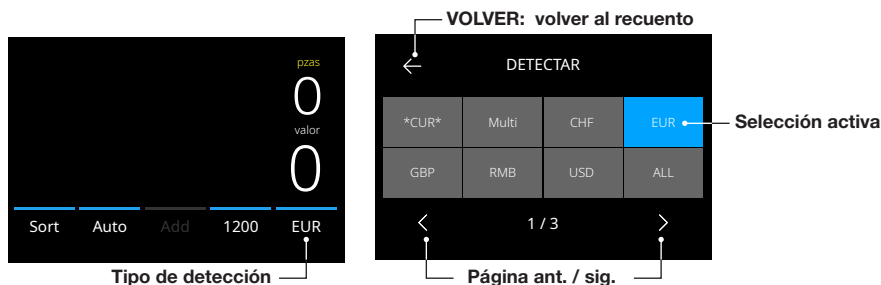 VOLVER: volver al recuento
pzas
0
valor
0
Sort Auto Add 1200 EUR
Tipo de detección
DETECTAR
*CUR* Multi CHF EUR
Selección activa
GBP RMB USD ALL
1 / 3
Página ant. / sig.